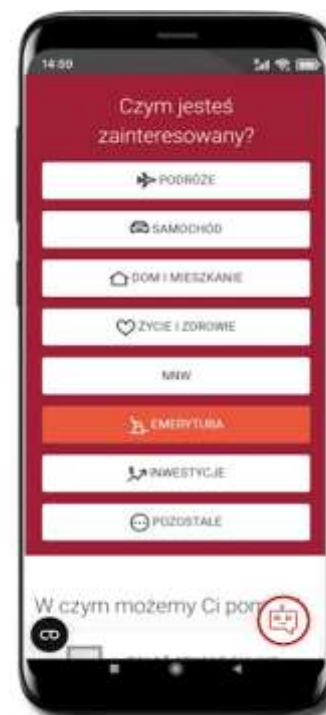 14:59
Czym jesteś
zainteresowany?
PODRÓŻE
SAMOCHÓD
DOM I MIESZKANIE
ŻYCIE I ZDROWIE
NNW
EMERYTURA
INWESTYCJE
POZOSTAŁE
W czym możemy Ci pom